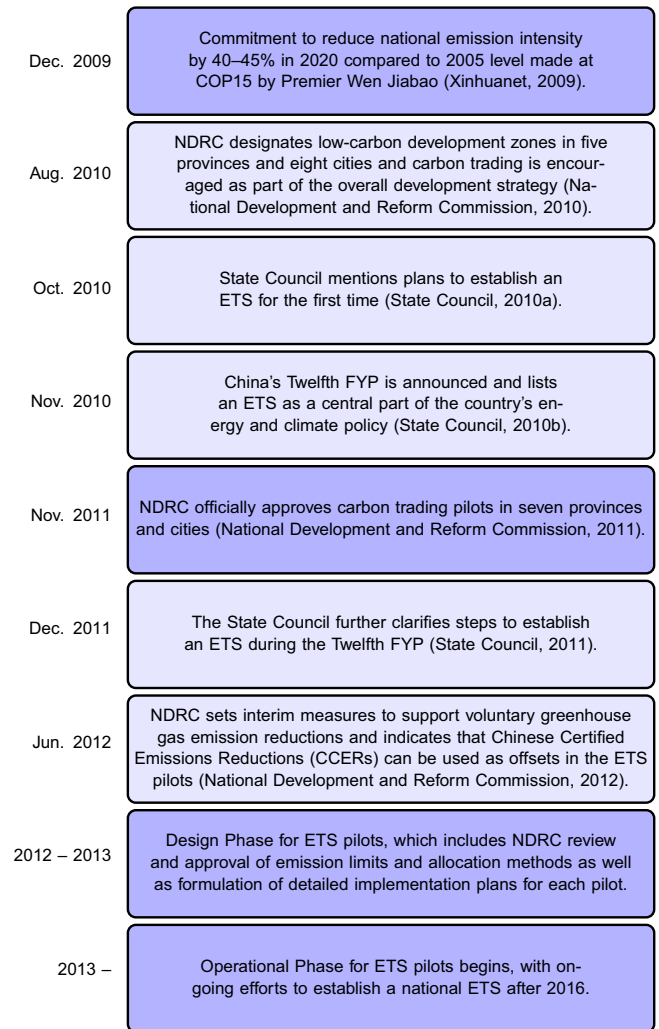 Dec. 2009
Commitment to reduce national emission intensity
by 40–45% in 2020 compared to 2005 level made at
COP15 by Premier Wen Jiabao (Xinhuanet, 2009).
Aug. 2010
NDRC designates low-carbon development zones in five
provinces and eight cities and carbon trading is encour-
aged as part of the overall development strategy (Na-
tional Development and Reform Commission, 2010).
Oct. 2010
State Council mentions plans to establish an
ETS for the first time (State Council, 2010a).
Nov. 2010
China's Twelfth FYP is announced and lists
an ETS as a central part of the country's en-
ergy and climate policy (State Council, 2010b).
Nov. 2011
NDRC officially approves carbon trading pilots in seven provinces
and cities (National Development and Reform Commission, 2011).
Dec. 2011
The State Council further clarifies steps to establish
an ETS during the Twelfth FYP (State Council, 2011).
Jun. 2012
NDRC sets interim measures to support voluntary greenhouse
gas emission reductions and indicates that Chinese Certified
Emissions Reductions (CCERs) can be used as offsets in the ETS
pilots (National Development and Reform Commission, 2012).
2012 – 2013
Design Phase for ETS pilots, which includes NDRC review
and approval of emission limits and allocation methods as well
as formulation of detailed implementation plans for each pilot.
2013 –
Operational Phase for ETS pilots begins, with on-
going efforts to establish a national ETS after 2016.